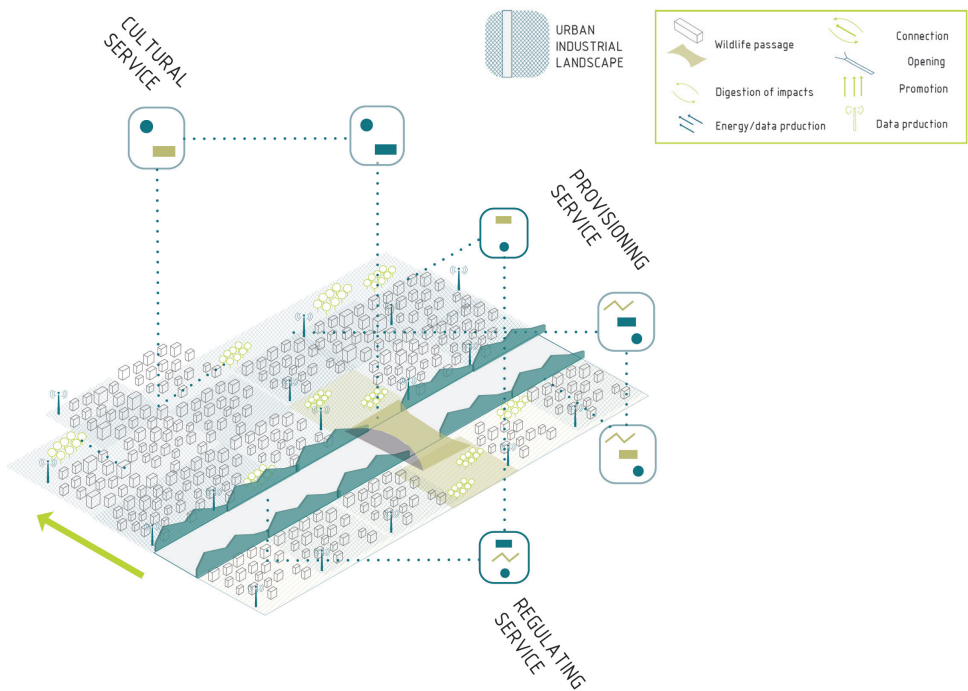 CULTURAL
SERVICE
URBAN
INDUSTRIAL
LANDSCAPE
Wildlife passage
Connection
Opening
Digestion of impacts
Promotion
Energy/data prduction
Data prduction
PROVISIONING
SERVICE
REGULATING
SERVICE